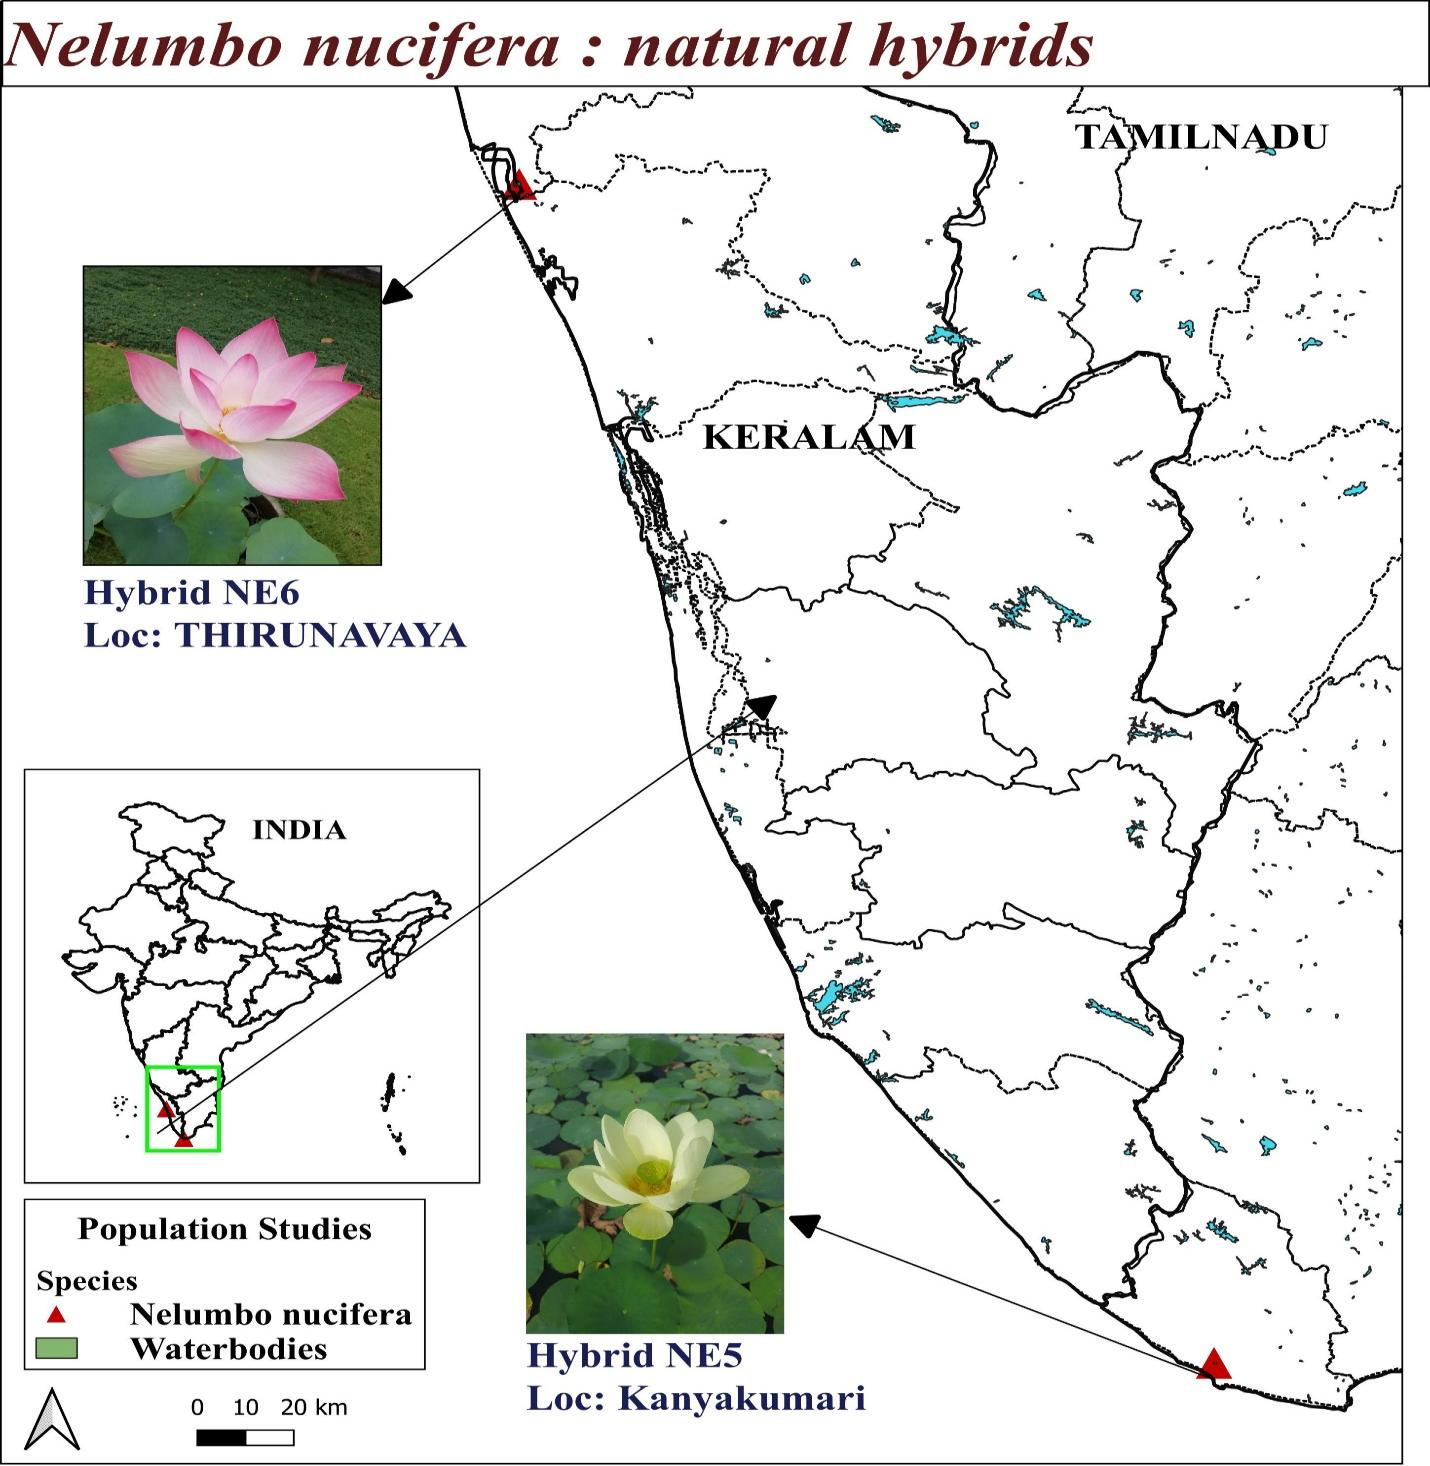 Nelumbo nucifera : natural hybrids
TAMILNADU
KERALAM
Hybrid NE6
Loc: THIRUNAVAYA
INDIA
Population Studies
Species
Nelumbo nucifera
Waterbodies
0 10 20 km
Hybrid NE5
Loc: Kanyakumari